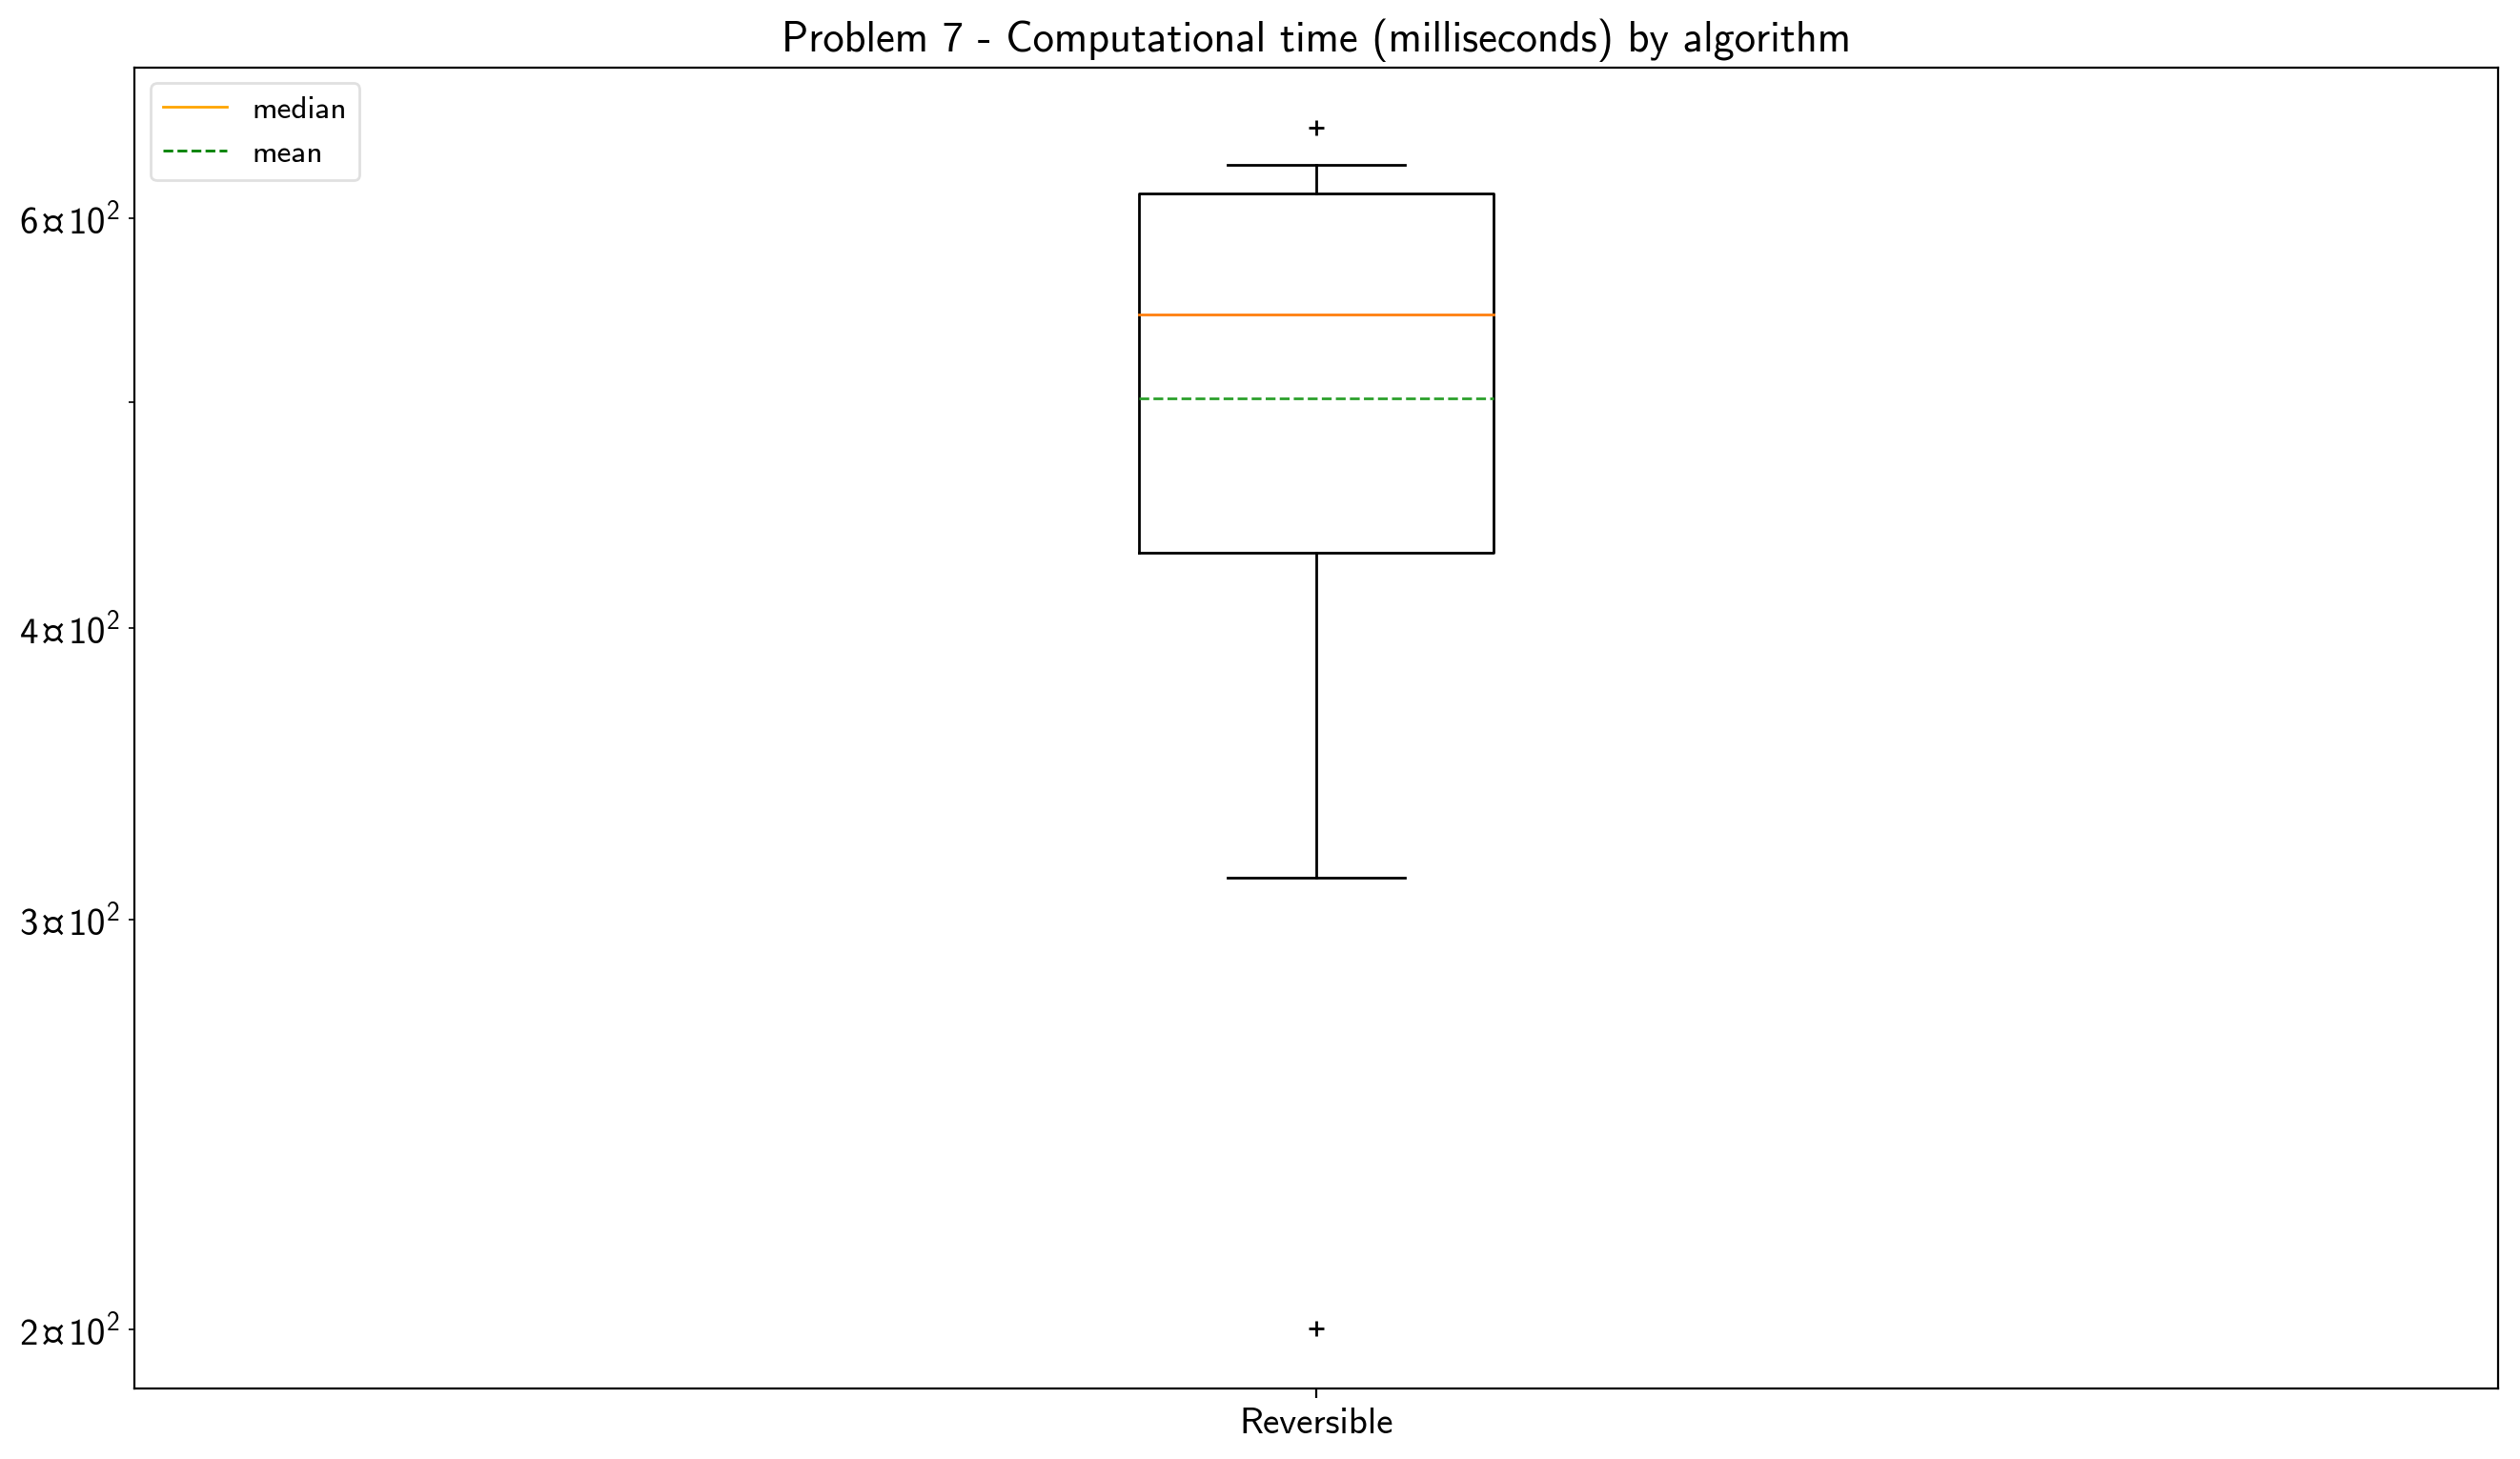 Problem 7 - Computational time (milliseconds) by algorithm
median
mean
6¤10²
4¤10²
3¤10²
2¤10²
Reversible